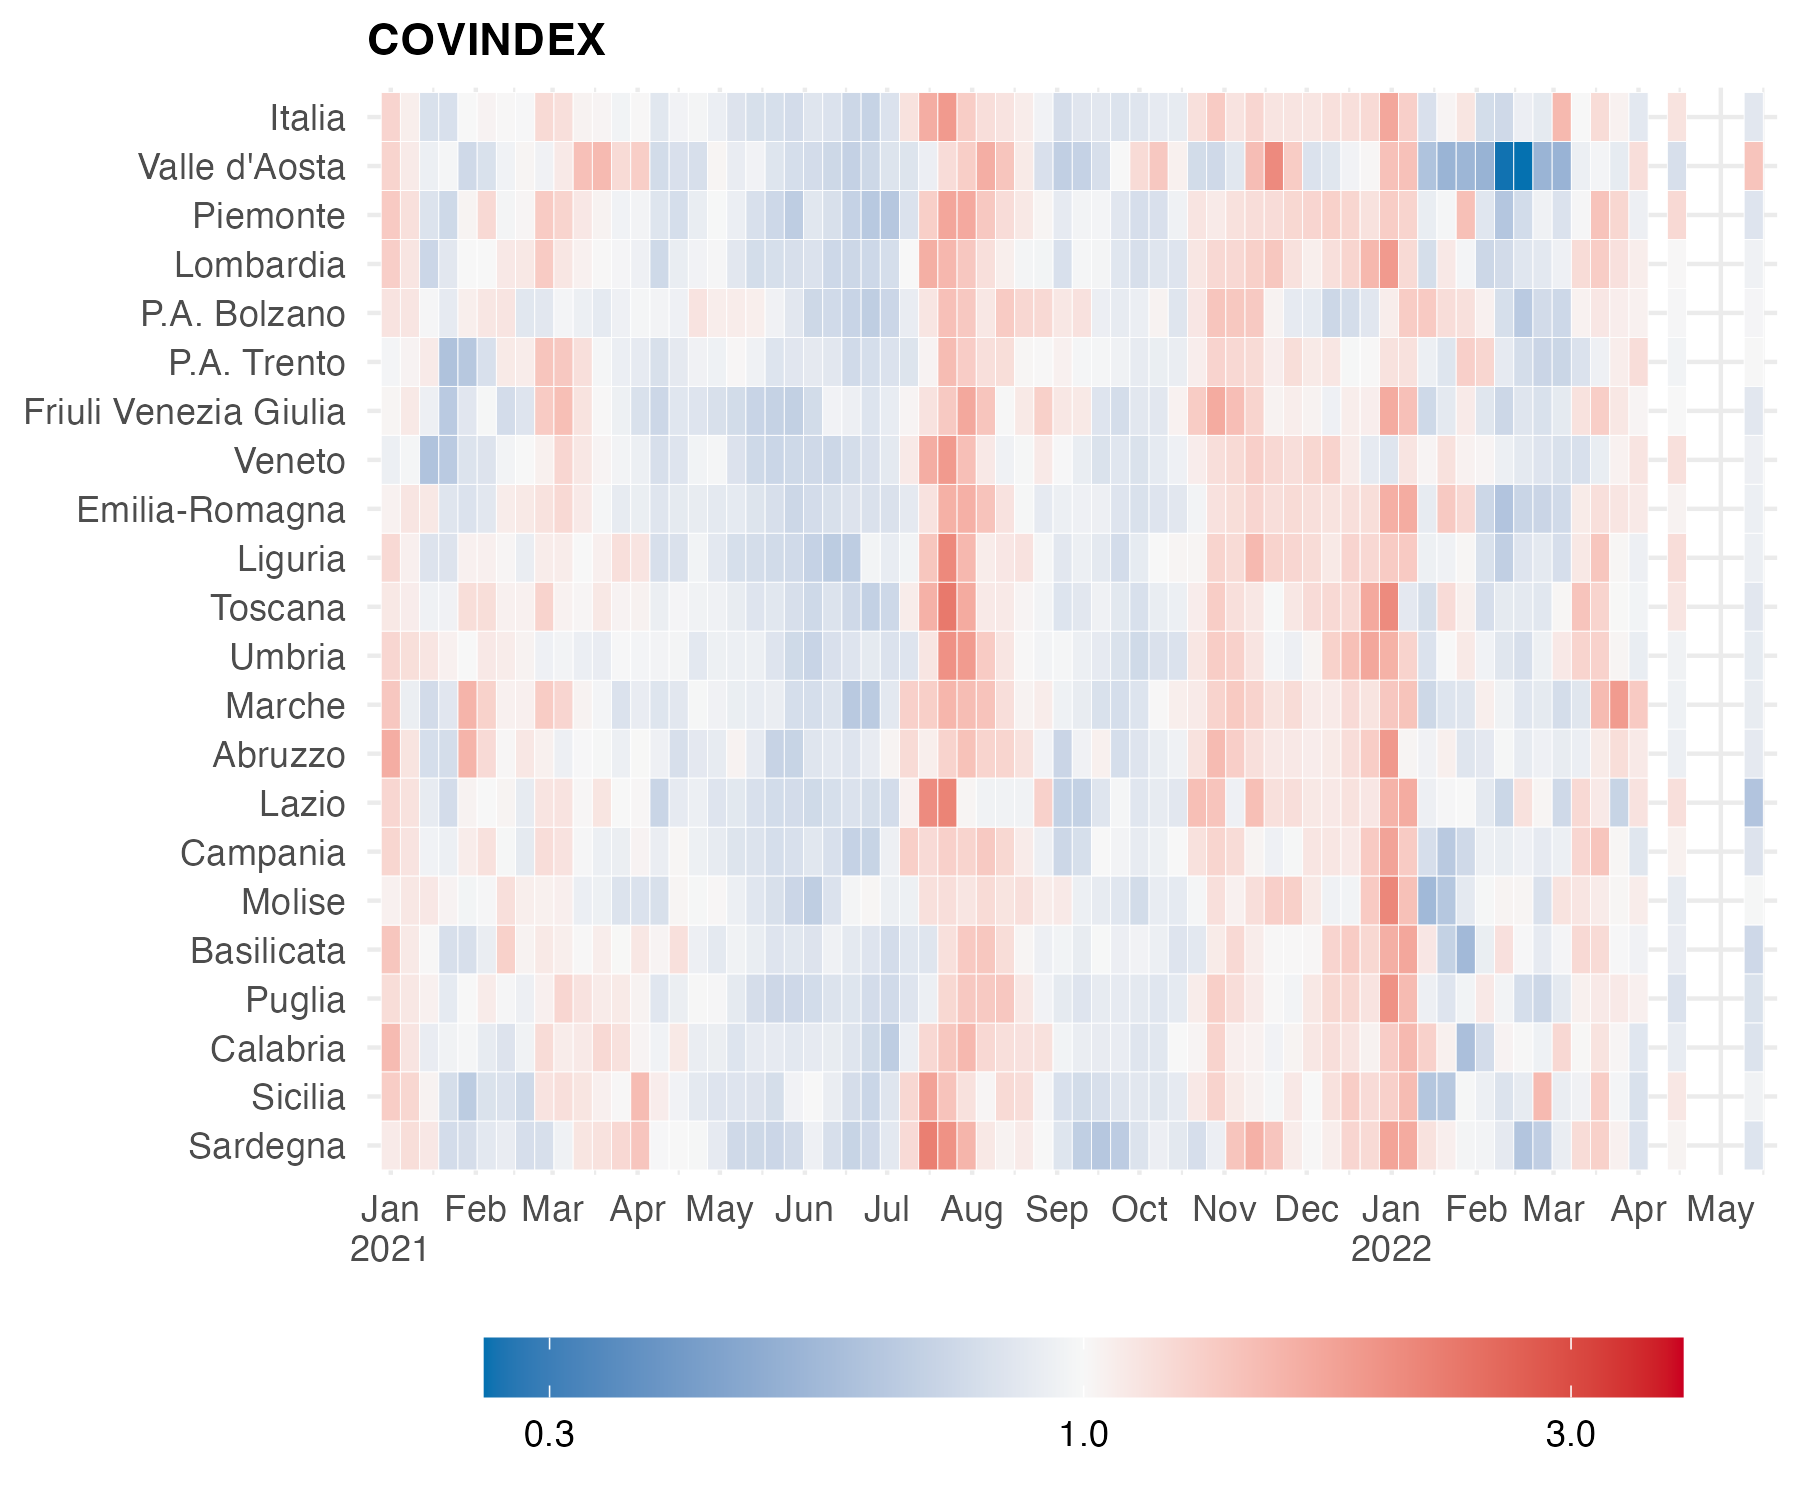 COVINDEX
Italia
Valle d'Aosta
Piemonte
Lombardia
P.A. Bolzano
P.A. Trento
Friuli Venezia Giulia
Veneto
Emilia-Romagna
Liguria
Toscana
Umbria
Marche
Abruzzo
Lazio
Campania
Molise
Basilicata
Puglia
Calabria
Sicilia
Sardegna
Jan Feb Mar Apr May Jun Jul Aug Sep Oct Nov Dec Jan Feb Mar Apr May
2021 2022
0.3 1.0 3.0